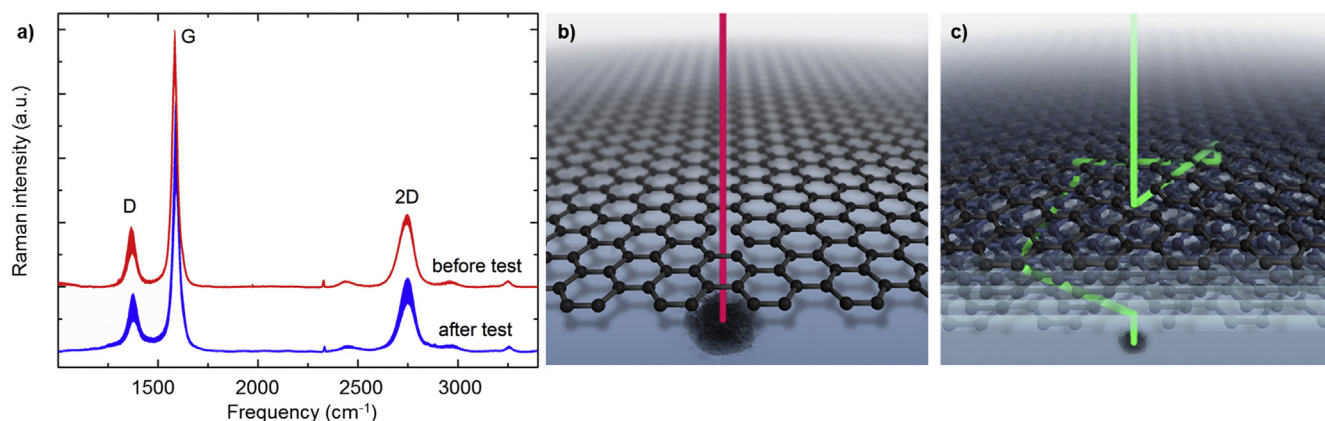 a)
Raman intensity (a.u.)
G
D
2D
before test
after test
1500
2000
2500
3000
Frequency (cm⁻¹)
b)
c)